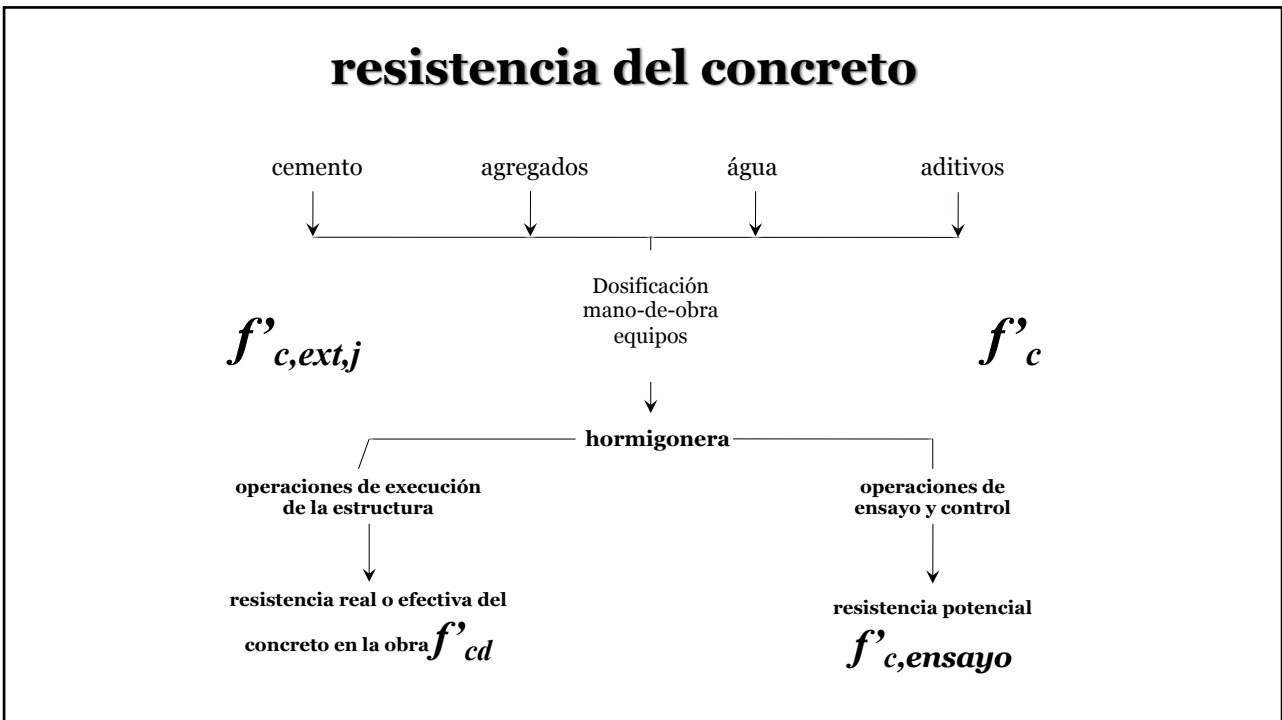 resistencia del concreto
cemento agregados água aditivos
Dosificación
mano-de-obra
equipos
f’c,ext,j
f’c
hormigonera
operaciones de execución
de la estructura
operaciones de
ensayo y control
resistencia real o efectiva del
concreto en la obra f’cd
resistencia potencial
f’c,ensayo